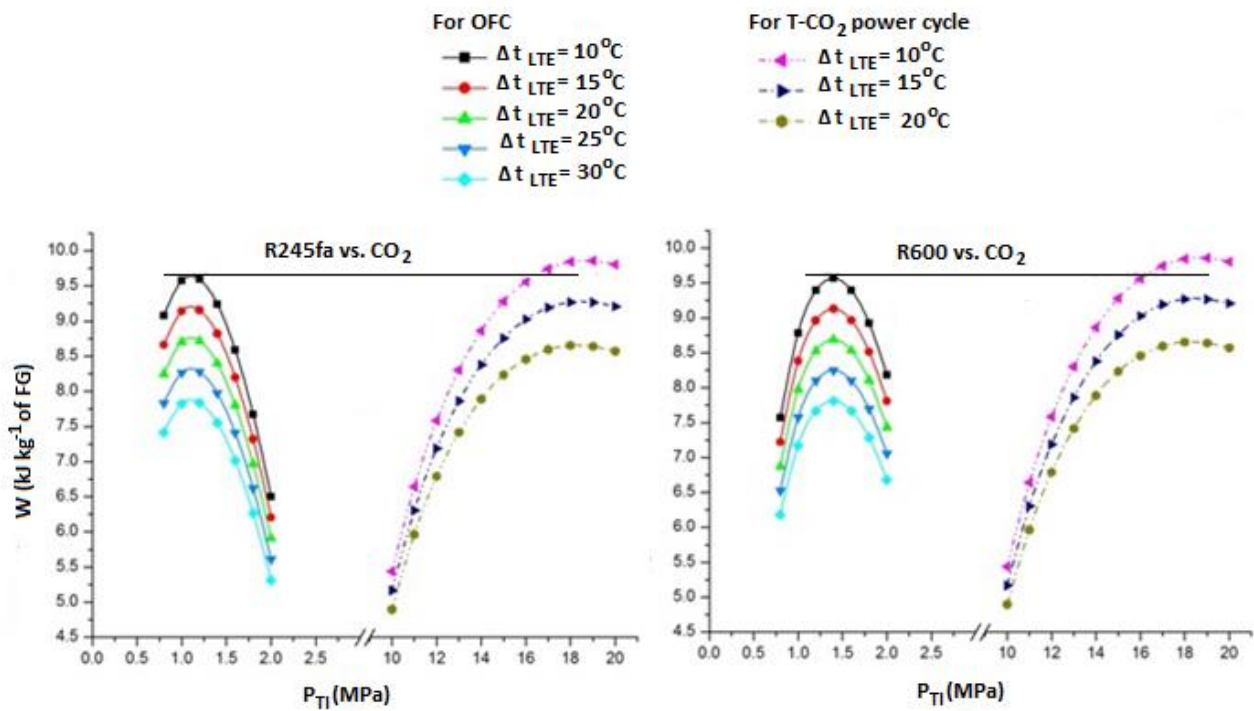 For OFC
Δ t LTE = 10°C
Δ t LTE = 15°C
Δ t LTE = 20°C
Δ t LTE = 25°C
Δ t LTE = 30°C
For T-CO₂ power cycle
Δ t LTE = 10°C
Δ t LTE = 15°C
Δ t LTE = 20°C
R245fa vs. CO₂
W (kJ kg⁻¹ of FG)
10.0
9.5
9.0
8.5
8.0
7.5
7.0
6.5
6.0
5.5
5.0
4.5
0.0 0.5 1.0 1.5 2.0 2.5 10 12 14 16 18 20
P_TI (MPa)
R600 vs. CO₂
10.0
9.5
9.0
8.5
8.0
7.5
7.0
6.5
6.0
5.5
5.0
4.5
0.0 0.5 1.0 1.5 2.0 2.5 10 12 14 16 18 20
P_TI (MPa)